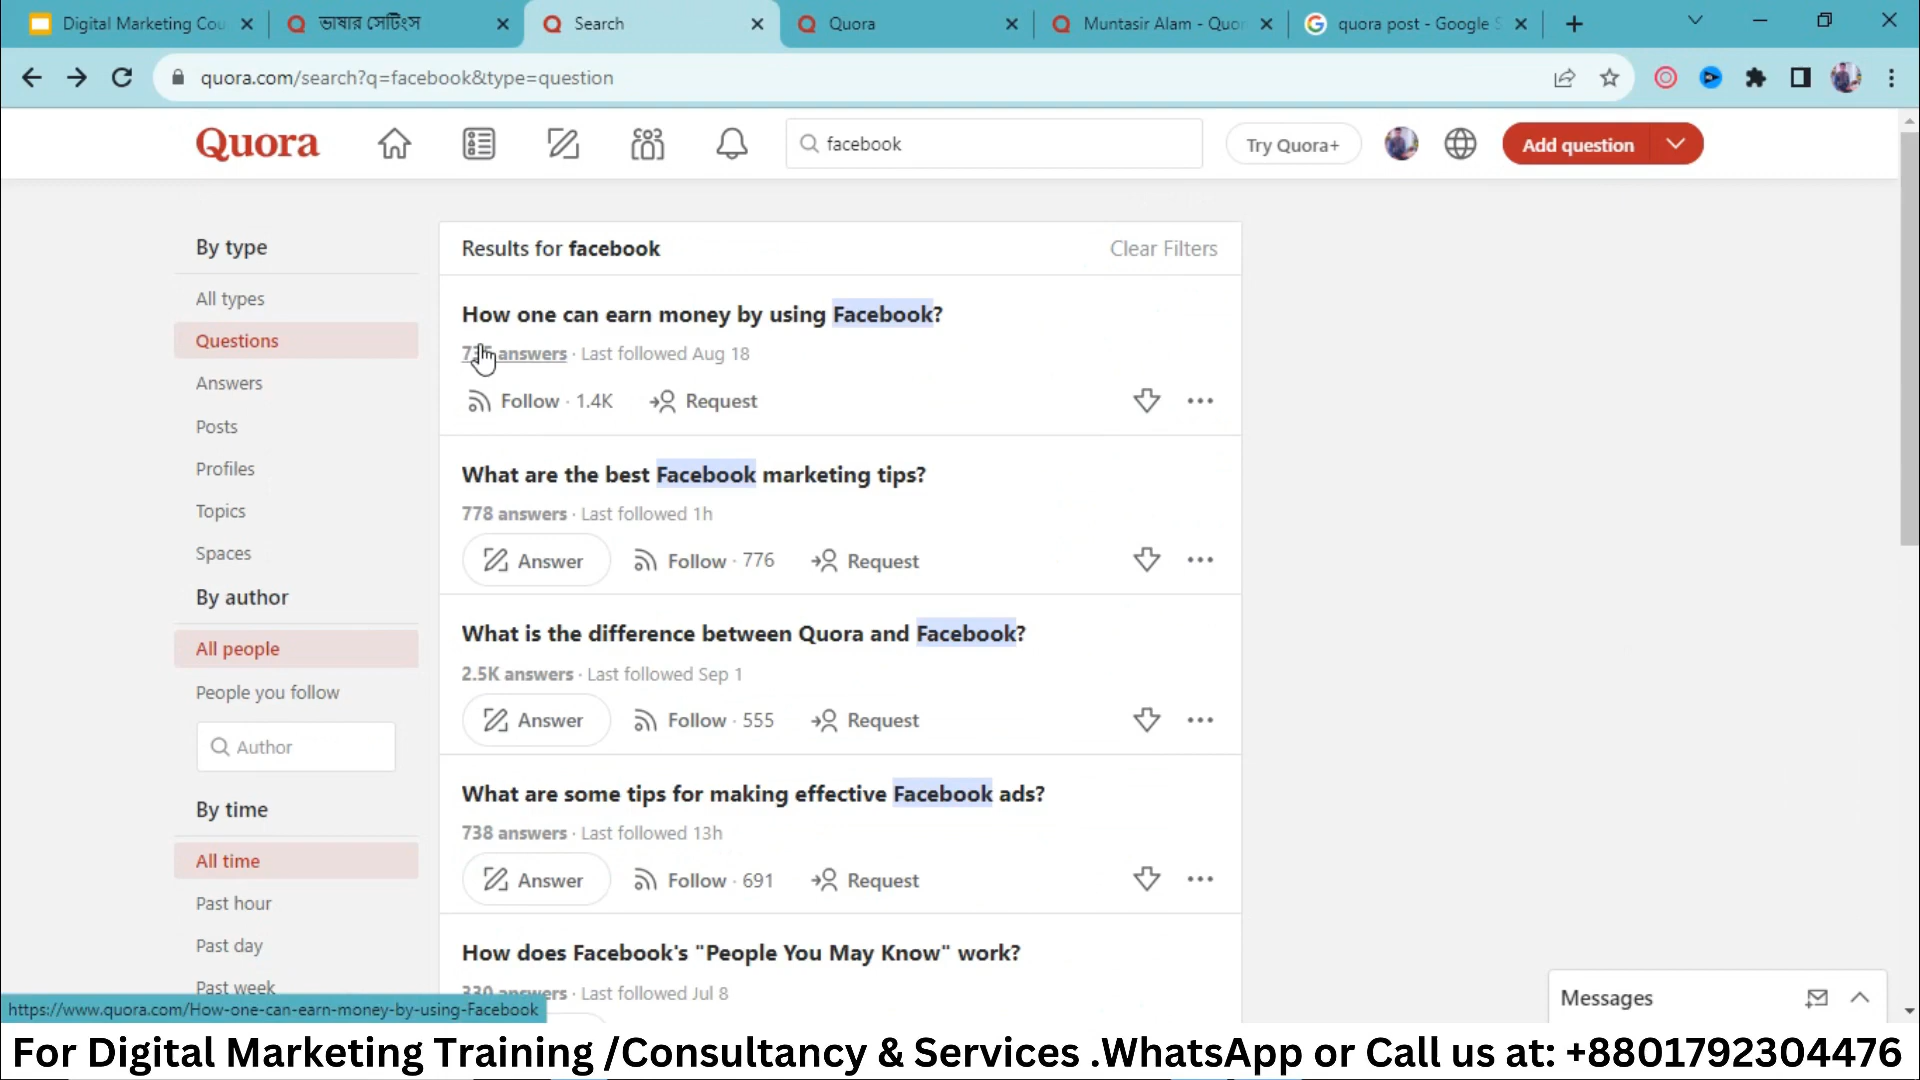 Digital Marketing Cou
ভাষার সেটিংস
Search
Quora
Muntasir Alam - Quor
quora post - Google S
quora.com/search?q=facebook&type=question
Quora
facebook
Try Quora+
Add question
By type
All types
Questions
Answers
Posts
Profiles
Topics
Spaces
By author
All people
People you follow
Author
By time
All time
Past hour
Past day
Past week
Results for facebook
Clear Filters
How one can earn money by using Facebook?
answers · Last followed Aug 18
Follow · 1.4K
Request
What are the best Facebook marketing tips?
778 answers · Last followed 1h
Answer
Follow · 776
Request
What is the difference between Quora and Facebook?
2.5K answers · Last followed Sep 1
Answer
Follow · 555
Request
What are some tips for making effective Facebook ads?
738 answers · Last followed 13h
Answer
Follow · 691
Request
How does Facebook's "People You May Know" work?
330 answers · Last followed Jul 8
https://www.quora.com/How-one-can-earn-money-by-using-Facebook
Messages
For Digital Marketing Training /Consultancy & Services .WhatsApp or Call us at: +8801792304476